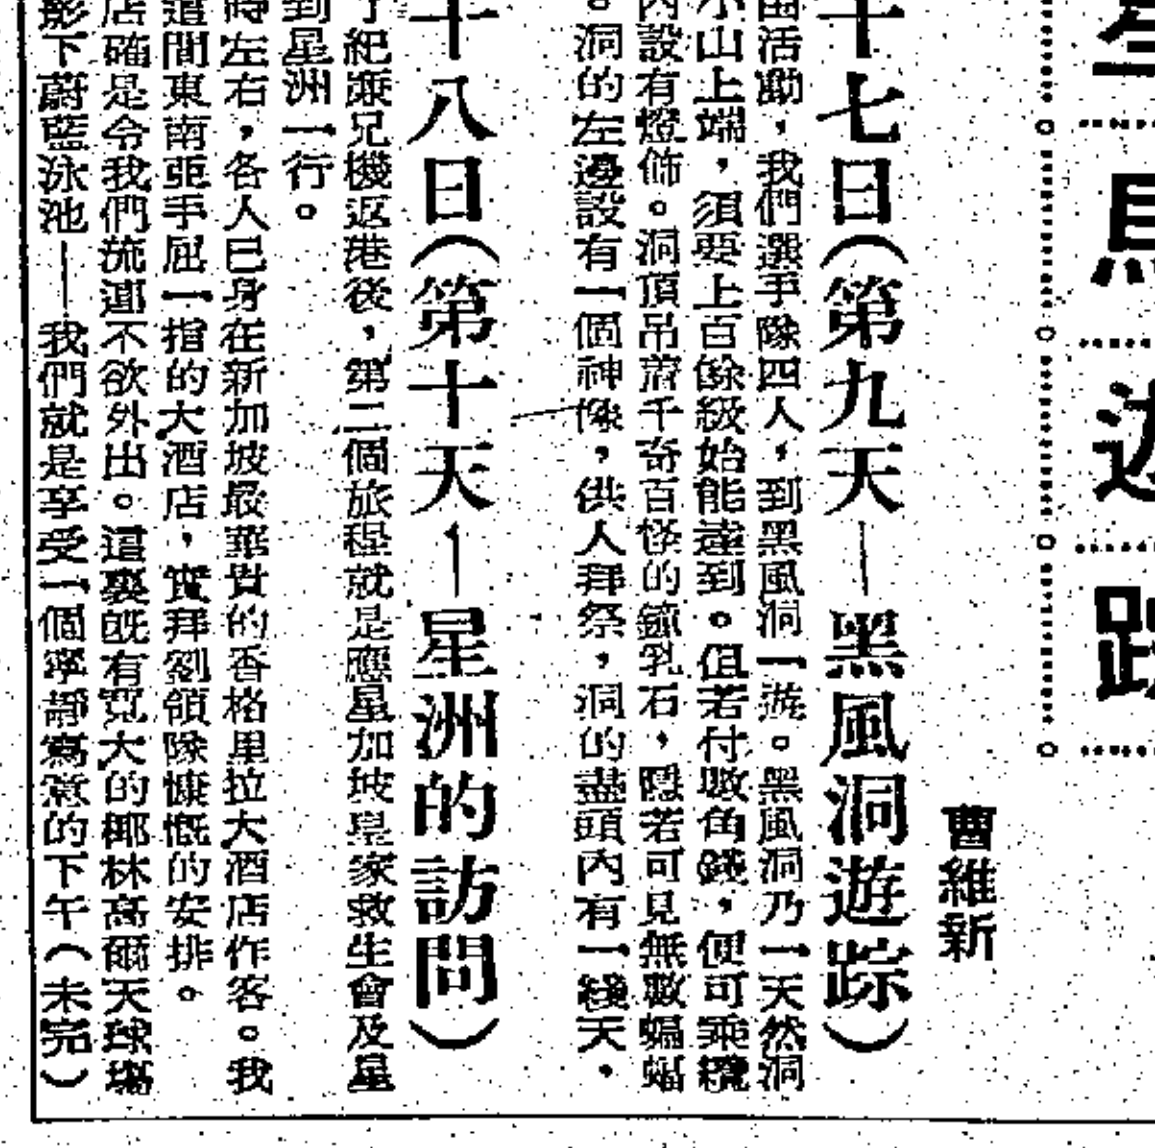 馬
踪
曹維新
十七日（第九天—黑風洞遊踪）
由活動，我們選手隊四人，到黑風洞一遊。黑風洞乃一天然洞
小山上端，須要上百餘級始能達到。但若付數角錢，便可乘纜
內設有燈飾。洞頂吊着千奇百怪的鐘乳石，隱若可見無數蝙蝠
。洞的左邊設有一個神像，供人拜祭，洞的盡頭內有一綫天，
十八日（第十天—星洲的訪問）
紀兼兄機返港後，第二個旅程就是應星加坡皇家救生會及星
到星洲一行。
時左右，各人已身在新加坡最華貴的香格里拉大酒店作客。我
這間東南亞手屈一指的大酒店，實拜劉領隊慷慨的安排。
店確是令我們流連不欲外出。這裏旣有寬大的椰林高爾天球塲
影下蔚藍泳池——我們就是享受一個寧靜寫意的下午（未完）